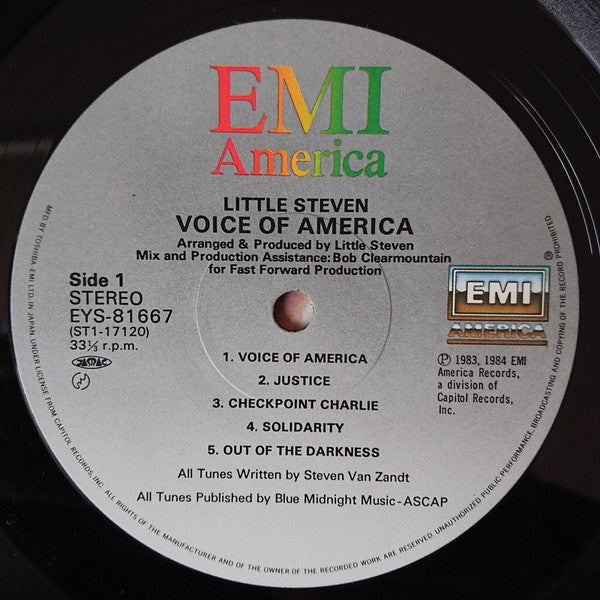 EMI
America
LITTLE STEVEN
VOICE OF AMERICA
Arranged & Produced by Little Steven
Mix and Production Assistance: Bob Clearmountain
for Fast Forward Production
Side 1
STEREO
EYS-81667
(ST1-17120)
33⅓ r.p.m.
JASRAC
EMI
AMERICA
Ⓟ 1983, 1984 EMI
America Records,
a division of
Capitol Records,
Inc.
1. VOICE OF AMERICA
2. JUSTICE
3. CHECKPOINT CHARLIE
4. SOLIDARITY
5. OUT OF THE DARKNESS
All Tunes Written by Steven Van Zandt
All Tunes Published by Blue Midnight Music-ASCAP
MFD. BY TOSHIBA-EMI LTD. IN JAPAN, UNDER LICENSE FROM CAPITOL RECORDS, INC. ALL RIGHTS OF THE MANUFACTURER AND OF THE OWNER OF THE RECORDED WORK ARE RESERVED. UNAUTHORIZED PUBLIC PERFORMANCE, BROADCASTING AND COPYING OF THE RECORD PROHIBITED.
®